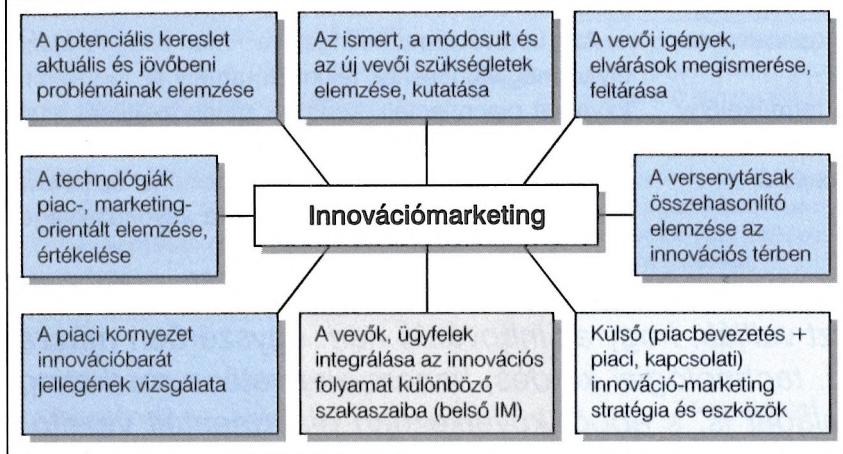 A potenciális kereslet
aktuális és jövőbeni
problémáinak elemzése
Az ismert, a módosult és
az új vevői szükségletek
elemzése, kutatása
A vevői igények,
elvárások megismerése,
feltárása
A technológiák
piac-, marketing-
orientált elemzése,
értékelése
Innovációmarketing
A versenytársak
összehasonlító
elemzése az
innovációs térben
A piaci környezet
innovációbarát
jellegének vizsgálata
A vevők, ügyfelek
integrálása az innovációs
folyamat különböző
szakaszaiba (belső IM)
Külső (piacbevezetés +
piaci, kapcsolati)
innováció-marketing
stratégia és eszközök